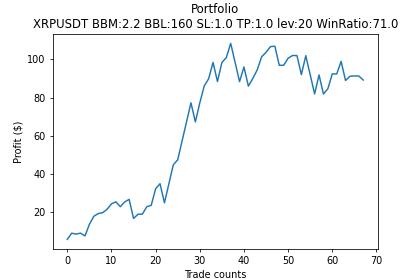 Portfolio
XRPUSDT BBM:2.2 BBL:160 SL:1.0 TP:1.0 lev:20 WinRatio:71.0
Profit ($)
100
80
60
40
20
0 10 20 30 40 50 60 70
Trade counts